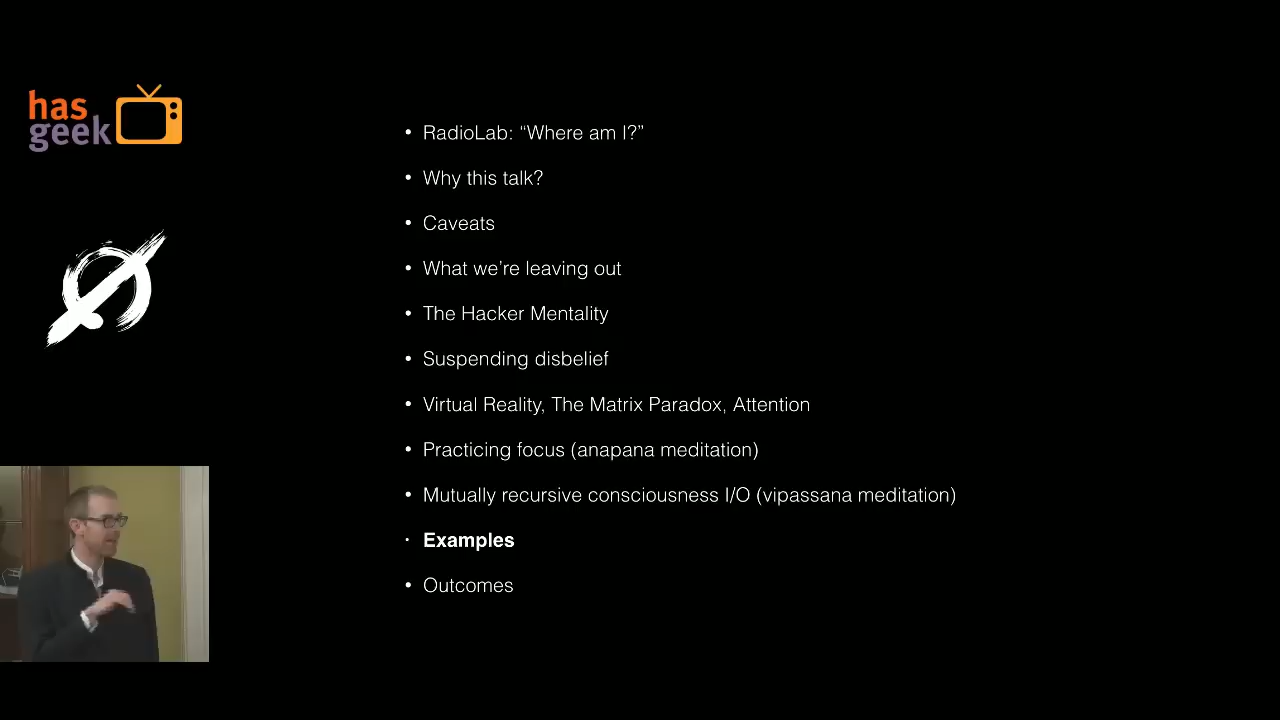 has
geek
• RadioLab: “Where am I?”
• Why this talk?
• Caveats
• What we’re leaving out
• The Hacker Mentality
• Suspending disbelief
• Virtual Reality, The Matrix Paradox, Attention
• Practicing focus (anapana meditation)
• Mutually recursive consciousness I/O (vipassana meditation)
• Examples
• Outcomes